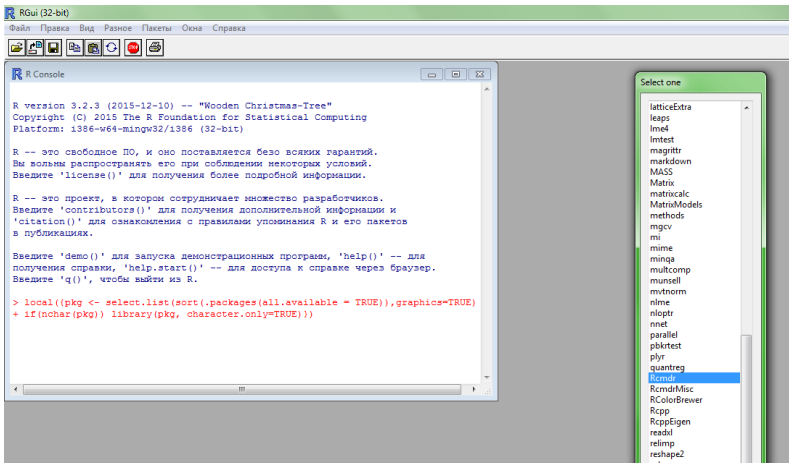 RGui (32-bit)
Файл Правка Вид Разное Пакеты Окна Справка
STOP
R Console
R version 3.2.3 (2015-12-10) -- "Wooden Christmas-Tree"
Copyright (C) 2015 The R Foundation for Statistical Computing
Platform: i386-w64-mingw32/i386 (32-bit)
R -- это свободное ПО, и оно поставляется безо всяких гарантий.
Вы вольны распространять его при соблюдении некоторых условий.
Введите 'license()' для получения более подробной информации.
R -- это проект, в котором сотрудничает множество разработчиков.
Введите 'contributors()' для получения дополнительной информации и
'citation()' для ознакомления с правилами упоминания R и его пакетов
в публикациях.
Введите 'demo()' для запуска демонстрационных программ, 'help()' -- для
получения справки, 'help.start()' -- для доступа к справке через браузер.
Введите 'q()', чтобы выйти из R.
> local({pkg <- select.list(sort(.packages(all.available = TRUE)),graphics=TRUE)
+ if(nchar(pkg)) library(pkg, character.only=TRUE)})
Select one
latticeExtra
leaps
lme4
lmtest
magrittr
markdown
MASS
Matrix
matrixcalc
MatrixModels
methods
mgcv
mi
mime
minqa
multcomp
munsell
mvtnorm
nlme
nloptr
nnet
parallel
pbkrtest
plyr
quantreg
Rcmdr
RcmdrMisc
RColorBrewer
Rcpp
RcppEigen
readxl
relimp
reshape2